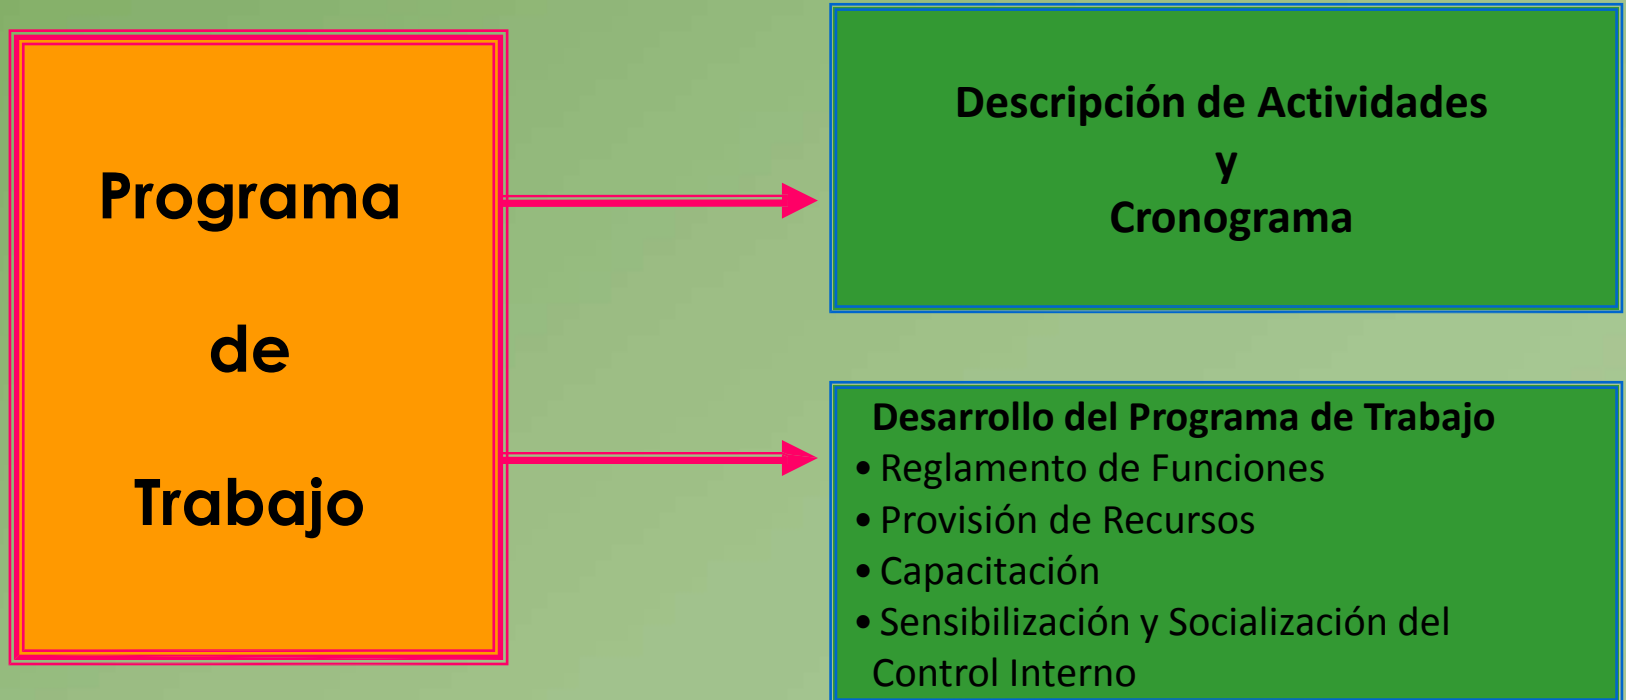 Programa
de
Trabajo
Descripción de Actividades
y
Cronograma
Desarrollo del Programa de Trabajo
• Reglamento de Funciones
• Provisión de Recursos
• Capacitación
• Sensibilización y Socialización del
Control Interno